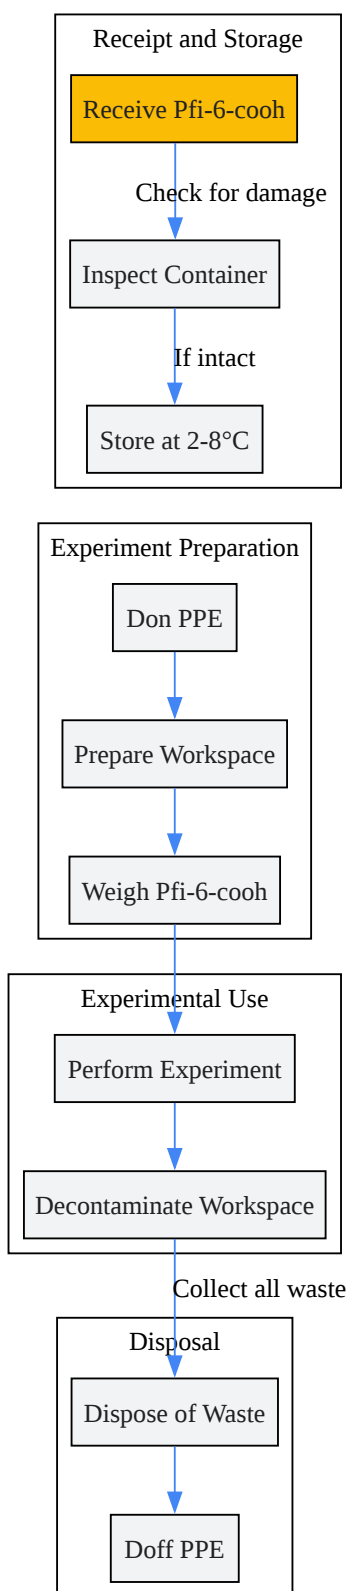 Receipt and Storage
Receive Pfi-6-cooh
Check for damage
Inspect Container
If intact
Store at 2-8°C
Experiment Preparation
Don PPE
Prepare Workspace
Weigh Pfi-6-cooh
Experimental Use
Perform Experiment
Decontaminate Workspace
Collect all waste
Disposal
Dispose of Waste
Doff PPE